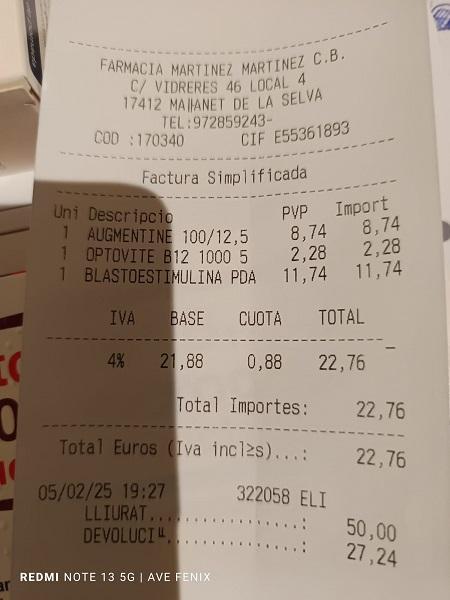 FARMACIA MARTINEZ MARTINEZ C.B.
C/ VIDRERES 46 LOCAL 4
17412 MAÇANET DE LA SELVA
TEL:972859243-
COD :170340 CIF E55361893
Factura Simplificada
Uni Descripcio PVP Import
1 AUGMENTINE 100/12,5 8,74 8,74
1 OPTOVITE B12 1000 5 2,28 2,28
1 BLASTOESTIMULINA PDA 11,74 11,74
IVA BASE CUOTA TOTAL
4% 21,88 0,88 22,76
Total Importes: 22,76
Total Euros (Iva incl≥s)...: 22,76
05/02/25 19:27 322058 ELI
LLIURAT..................: 50,00
DEVOLUCI................: 27,24
REDMI NOTE 13 5G | AVE FENIX